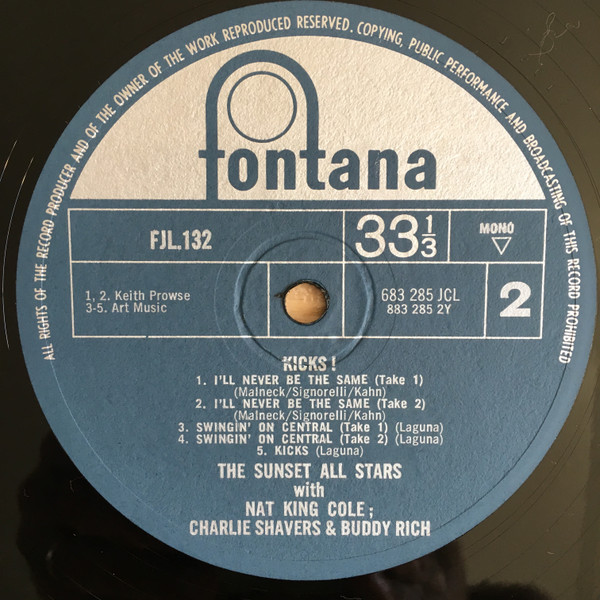 ALL RIGHTS OF THE RECORD PRODUCER AND OF THE OWNER OF THE WORK REPRODUCED RESERVED. COPYING, PUBLIC PERFORMANCE AND BROADCASTING OF THIS RECORD PROHIBITED
fontana
FJL.132
33⅓
MONO
1, 2. Keith Prowse
3-5. Art Music
683 285 JCL
883 285 2Y
2
KICKS!
1. I'LL NEVER BE THE SAME (Take 1)
(Malneck/Signorelli/Kahn)
2. I'LL NEVER BE THE SAME (Take 2)
(Malneck/Signorelli/Kahn)
3. SWINGIN' ON CENTRAL (Take 1) (Laguna)
4. SWINGIN' ON CENTRAL (Take 2) (Laguna)
5. KICKS (Laguna)
THE SUNSET ALL STARS
with
NAT KING COLE;
CHARLIE SHAVERS & BUDDY RICH